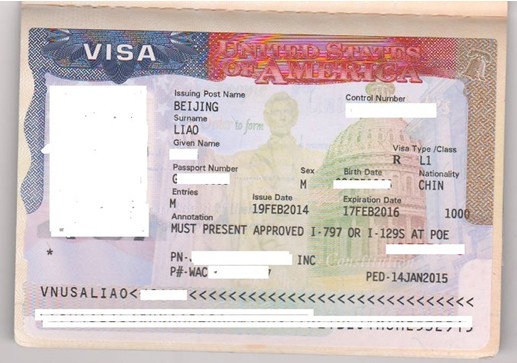 VISA
UNITED STATES
OF AMERICA
Issuing Post Name
BEIJING
Control Number
Surname
LIAO
Given Name
Visa Type /Class
R L1
Passport Number
Sex
M
Birth Date
Nationality
CHIN
Entries
M
Issue Date
19FEB2014
Expiration Date
17FEB2016
1000
Annotation
MUST PRESENT APPROVED I-797 OR I-129S AT POE
*
PN- INC
P#-WAC
PED-14JAN2015
VNUSALIAO<<<<<<<<<<<<<<<<<<<<<<<<<<<